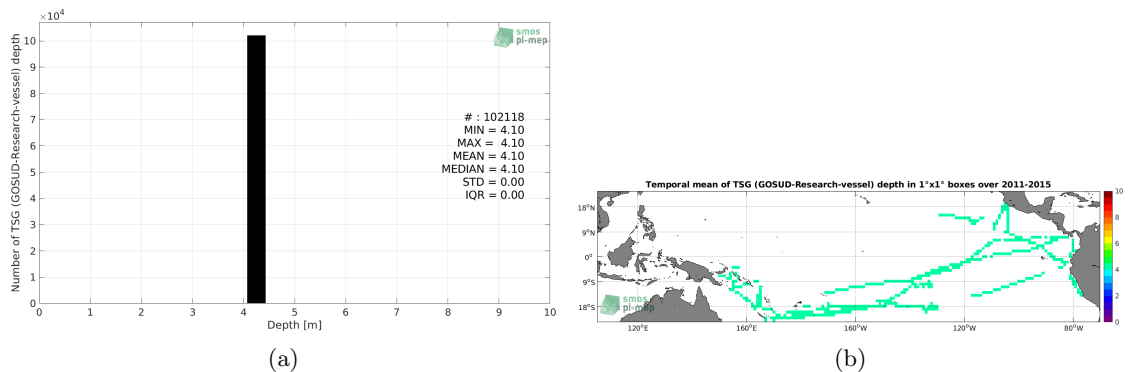 ×10⁴
10
9
8
7
6
5
4
3
2
1
0
Number of TSG (GOSUD-Research-vessel) depth
smos
pi-mep
# : 102118
MIN = 4.10
MAX = 4.10
MEAN = 4.10
MEDIAN = 4.10
STD = 0.00
IQR = 0.00
0 1 2 3 4 5 6 7 8 9 10
Depth [m]
(a)
Temporal mean of TSG (GOSUD-Research-vessel) depth in 1°x1° boxes over 2011-2015
18°N
9°N
0°
9°S
18°S
smos
pi-mep
120°E 160°E 160°W 120°W 80°W
10
8
6
4
2
0
(b)